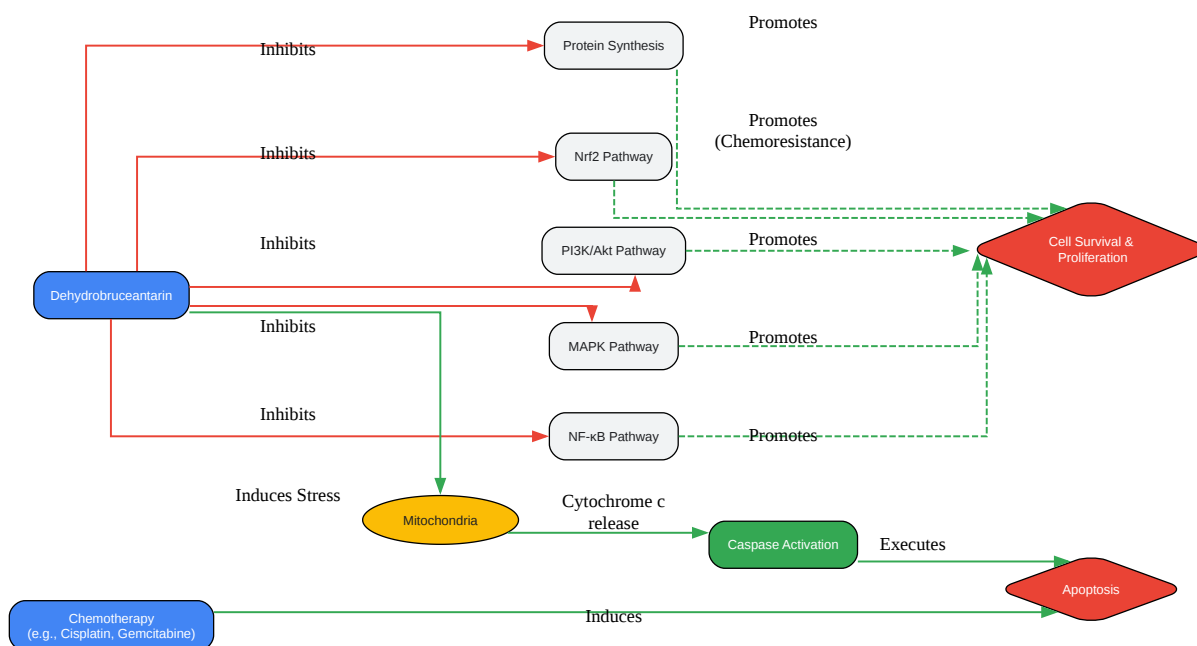 Promotes
Inhibits
Protein Synthesis
Promotes
(Chemoresistance)
Inhibits
Nrf2 Pathway
Inhibits
PI3K/Akt Pathway
Promotes
Cell Survival &
Proliferation
Dehydrobruceantarin
Inhibits
MAPK Pathway
Promotes
Inhibits
NF-κB Pathway
Promotes
Induces Stress
Mitochondria
Cytochrome c
release
Caspase Activation
Executes
Apoptosis
Chemotherapy
(e.g., Cisplatin, Gemcitabine)
Induces